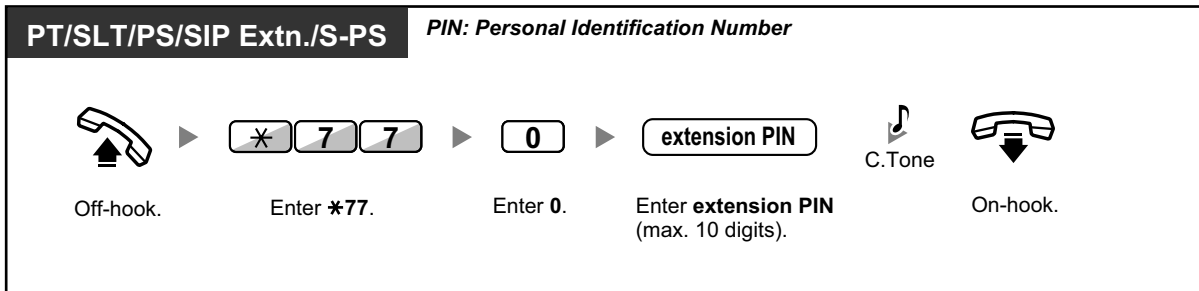 PT/SLT/PS/SIP Extn./S-PS
PIN: Personal Identification Number
* 7 7
0
extension PIN
C.Tone
Off-hook.
Enter *77.
Enter 0.
Enter extension PIN
(max. 10 digits).
On-hook.